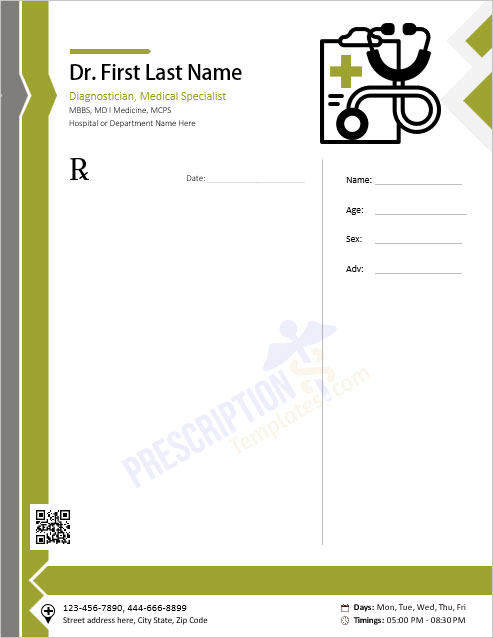 Dr. First Last Name
Diagnostician, Medical Specialist
MBBS, MD I Medicine, MCPS
Hospital or Department Name Here
Rx
Date:
Name:
Age:
Sex:
Adv:
PRESCRIPTION
Templates.com
123-456-7890, 444-666-8899
Street address here, City State, Zip Code
Days: Mon, Tue, Wed, Thu, Fri
Timings: 05:00 PM - 08:30 PM